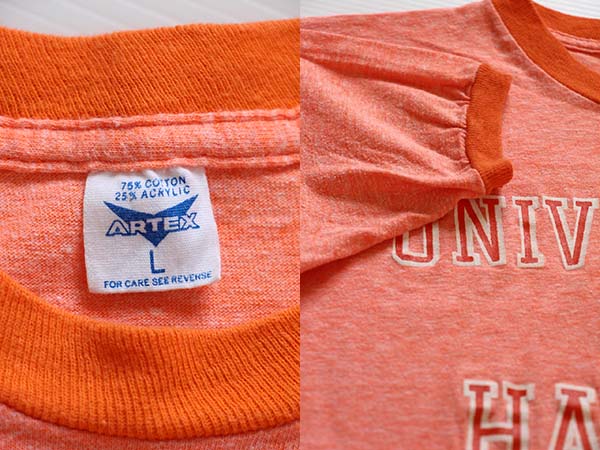 75% COTTON
25% ACRYLIC
ARTEX
L
FOR CARE SEE REVERSE
UNIV
HA